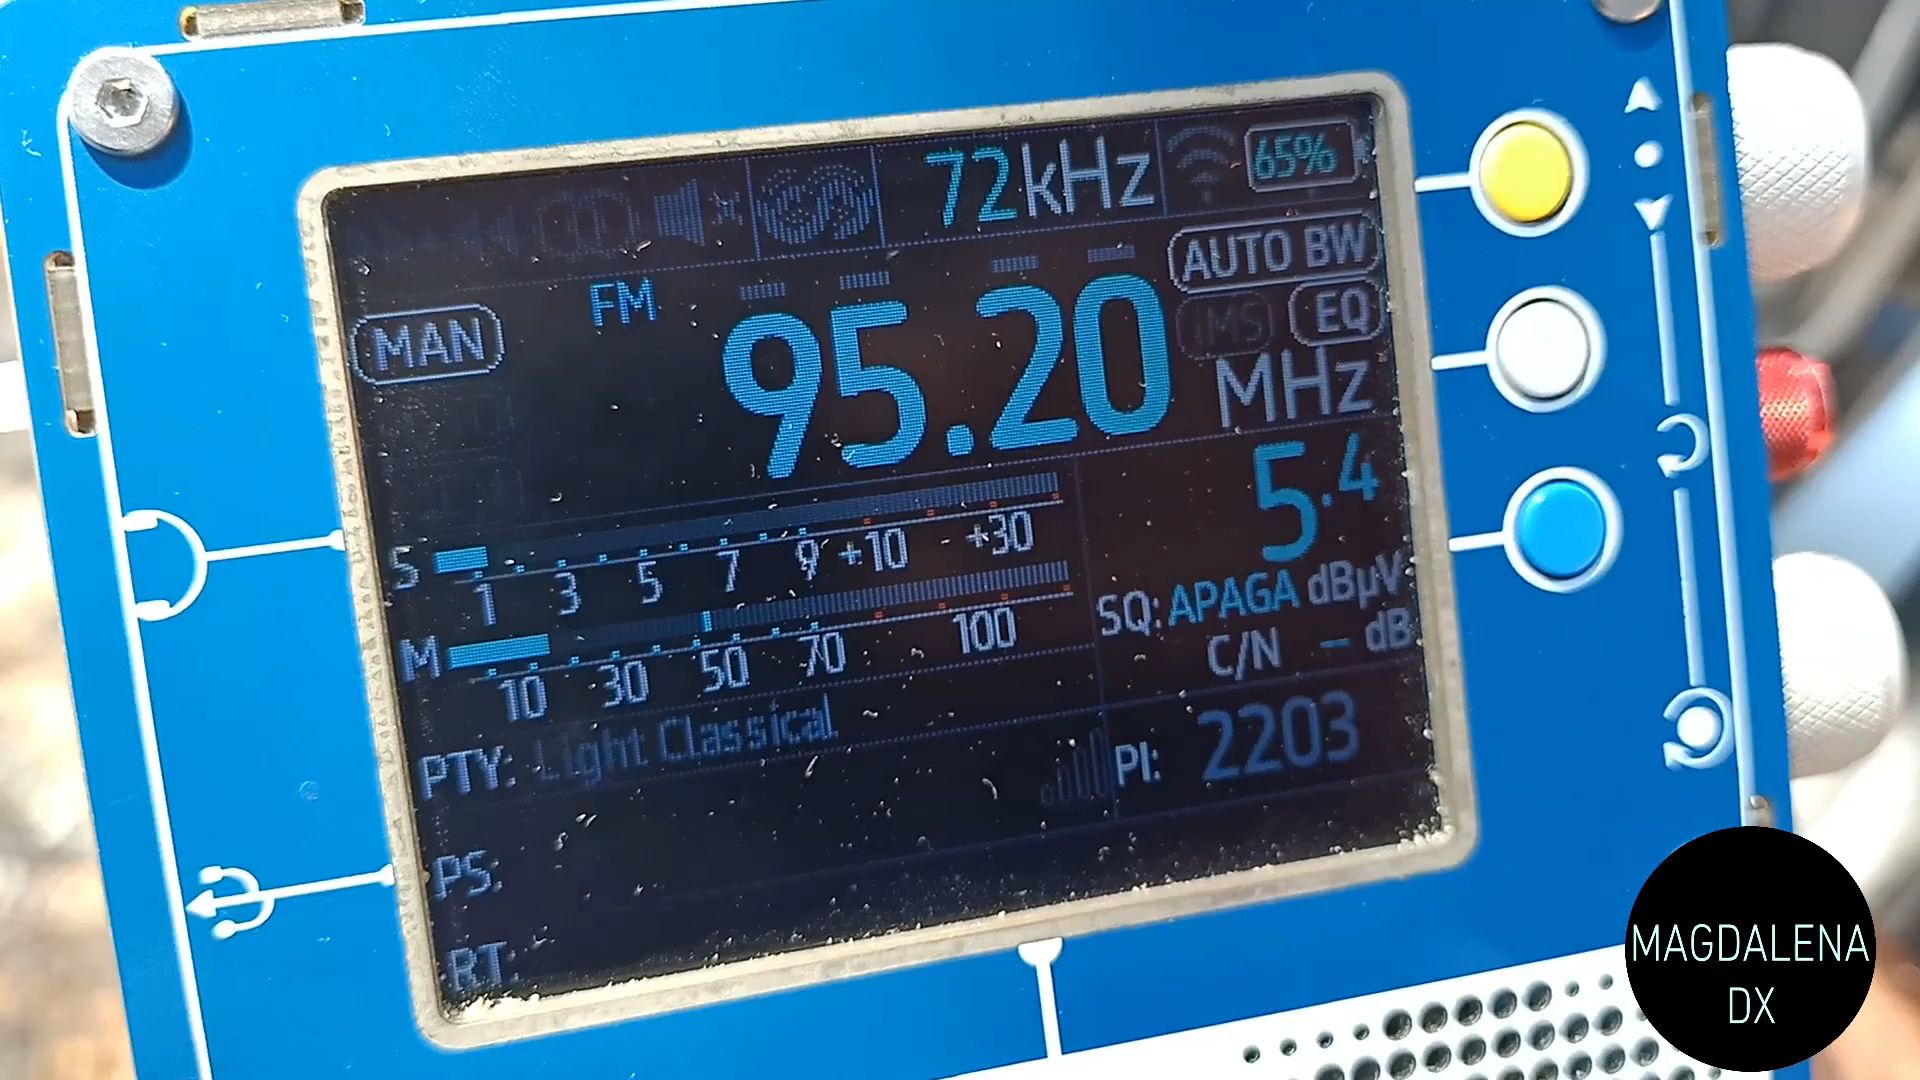 72kHz
65%
AUTO BW
FM
MAN
95.20
iMS
EQ
MHz
5.4
S
1 3 5 7 9 +10 +30
SQ: APAGA dBµV
M
10 30 50 70 100
C/N – dB
PTY: Light Classical
PI: 2203
PS:
RT:
MAGDALENA
DX